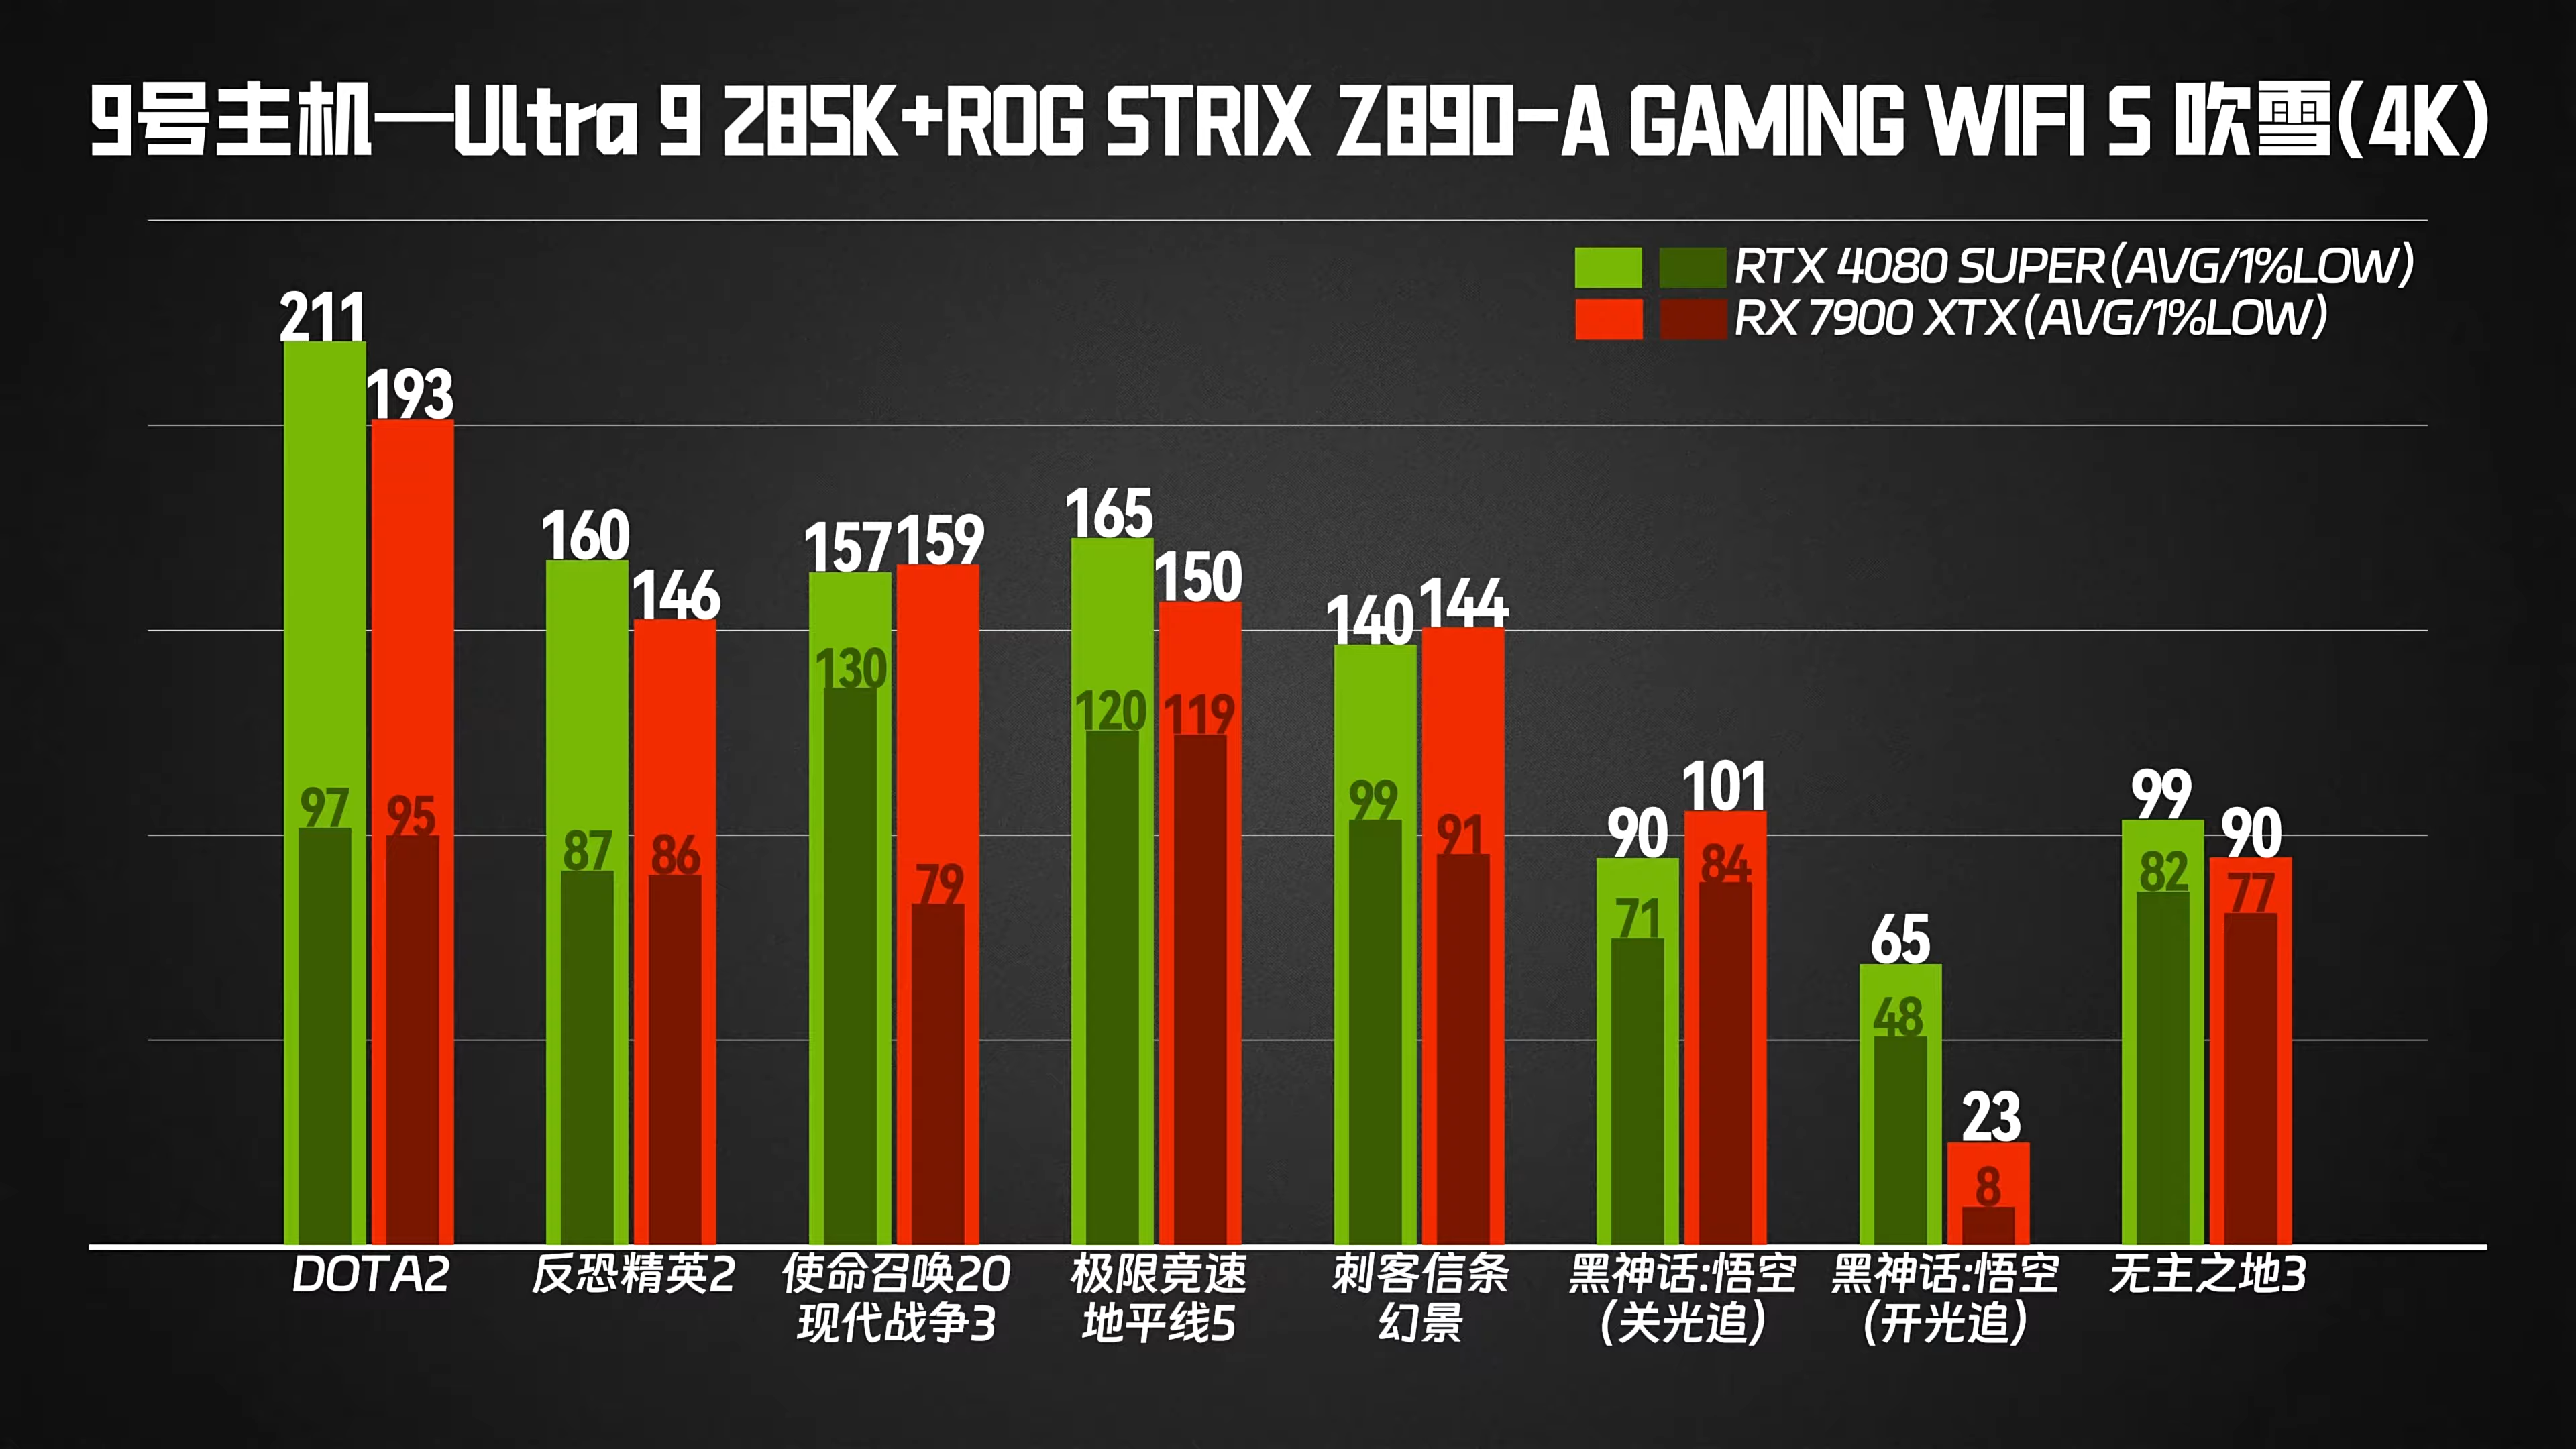 9号主机—Ultra 9 285K+ROG STRIX Z890-A GAMING WIFI S 吹雪(4K)
RTX 4080 SUPER(AVG/1%LOW)
RX 7900 XTX(AVG/1%LOW)
211
193
97
95
160
146
87
86
157
159
130
79
165
150
120
119
140
144
99
91
90
101
71
84
65
23
48
8
99
90
82
77
DOTA2
反恐精英2
使命召唤20
现代战争3
极限竞速
地平线5
刺客信条
幻景
黑神话:悟空
(关光追)
黑神话:悟空
(开光追)
无主之地3